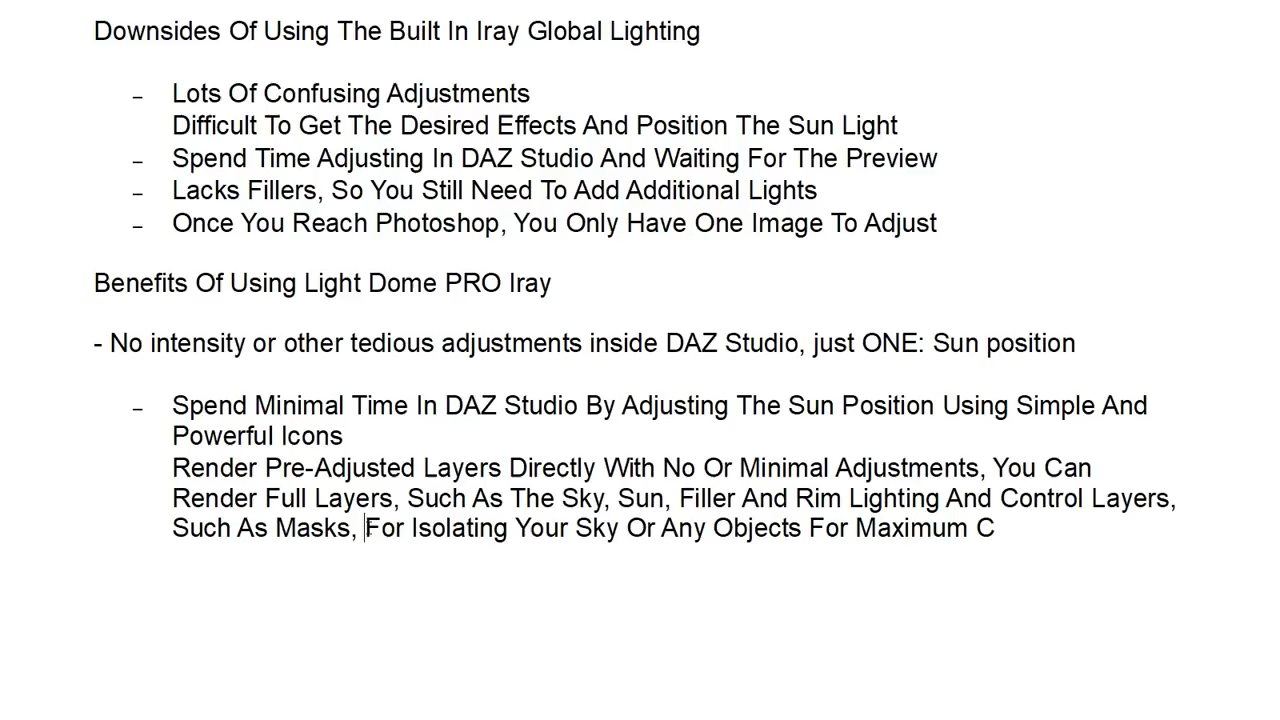 Downsides Of Using The Built In Iray Global Lighting
– Lots Of Confusing Adjustments
Difficult To Get The Desired Effects And Position The Sun Light
– Spend Time Adjusting In DAZ Studio And Waiting For The Preview
– Lacks Fillers, So You Still Need To Add Additional Lights
– Once You Reach Photoshop, You Only Have One Image To Adjust
Benefits Of Using Light Dome PRO Iray
- No intensity or other tedious adjustments inside DAZ Studio, just ONE: Sun position
– Spend Minimal Time In DAZ Studio By Adjusting The Sun Position Using Simple And
Powerful Icons
Render Pre-Adjusted Layers Directly With No Or Minimal Adjustments, You Can
Render Full Layers, Such As The Sky, Sun, Filler And Rim Lighting And Control Layers,
Such As Masks, For Isolating Your Sky Or Any Objects For Maximum C